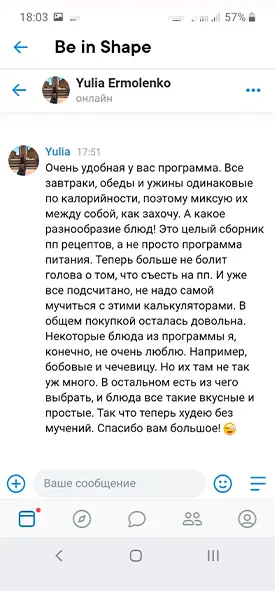 18:03
57%
Be in Shape
Yulia Ermolenko
онлайн
Yulia 17:51
Очень удобная у вас программа. Все
завтраки, обеды и ужины одинаковые
по калорийности, поэтому миксую их
между собой, как захочу. А какое
разнообразие блюд! Это целый сборник
пп рецептов, а не просто программа
питания. Теперь больше не болит
голова о том, что съесть на пп. И уже
все подсчитано, не надо самой
мучиться с этими калькуляторами. В
общем покупкой осталась довольна.
Некоторые блюда из программы я,
конечно, не очень люблю. Например,
бобовые и чечевицу. Но их там не так
уж много. В остальном есть из чего
выбрать, и блюда все такие вкусные и
простые. Так что теперь худею без
мучений. Спасибо вам большое! 😜
Ваше сообщение